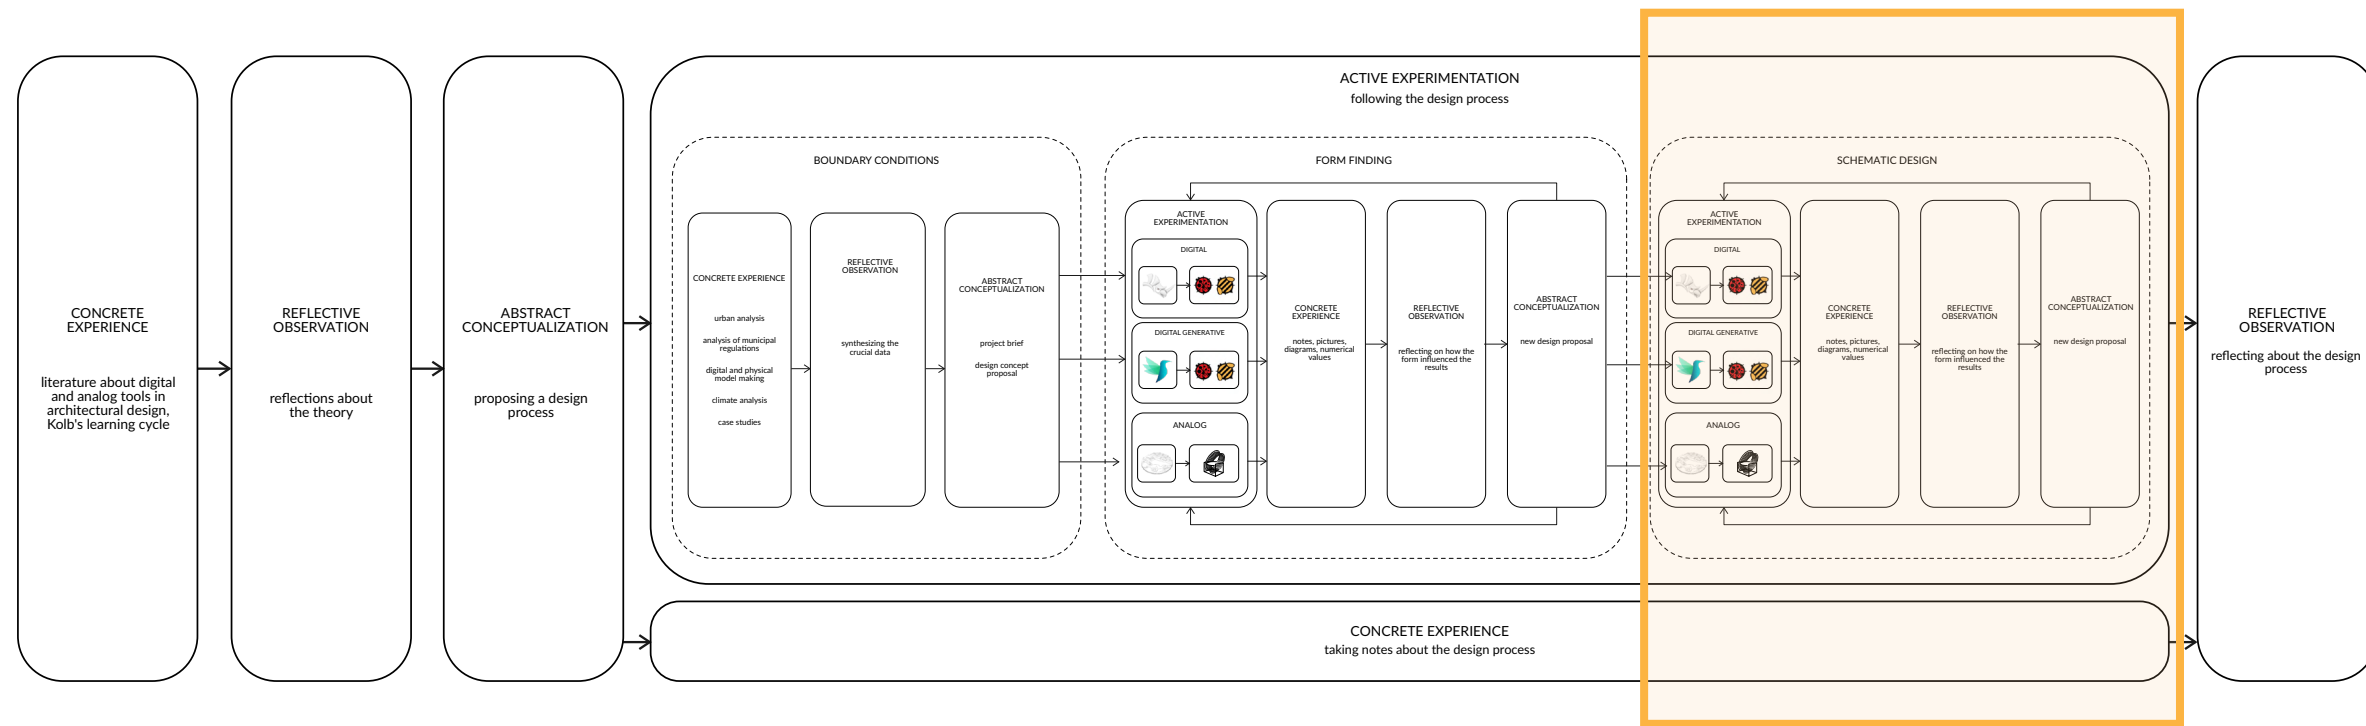 CONCRETE
EXPERIENCE
literature about digital
and analog tools in
architectural design,
Kolb's learning cycle
REFLECTIVE
OBSERVATION
reflections about
the theory
ABSTRACT
CONCEPTUALIZATION
proposing a design
process
ACTIVE EXPERIMENTATION
following the design process
BOUNDARY CONDITIONS
CONCRETE EXPERIENCE
urban analysis
analysis of municipal
regulations
digital and physical
model making
climate analysis
case studies
REFLECTIVE
OBSERVATION
synthesizing the
crucial data
ABSTRACT
CONCEPTUALIZATION
project brief
design concept
proposal
FORM FINDING
ACTIVE
EXPERIMENTATION
DIGITAL
DIGITAL GENERATIVE
ANALOG
CONCRETE
EXPERIENCE
notes, pictures,
diagrams, numerical
values
REFLECTIVE
OBSERVATION
reflecting on how the
form influenced the
results
ABSTRACT
CONCEPTUALIZATION
new design proposal
SCHEMATIC DESIGN
ACTIVE
EXPERIMENTATION
DIGITAL
DIGITAL GENERATIVE
ANALOG
CONCRETE
EXPERIENCE
notes, pictures,
diagrams, numerical
values
REFLECTIVE
OBSERVATION
reflecting on how the
form influenced the
results
ABSTRACT
CONCEPTUALIZATION
new design proposal
CONCRETE EXPERIENCE
taking notes about the design process
REFLECTIVE
OBSERVATION
reflecting about the design
process